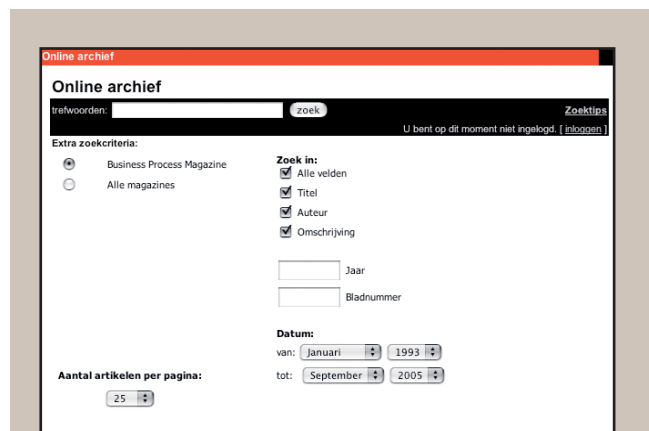 Online archief
Online archief
trefwoorden: zoek Zoektips
U bent op dit moment niet ingelogd. [ inloggen ]
Extra zoekcriteria:
Business Process Magazine
Alle magazines
Zoek in:
Alle velden
Titel
Auteur
Omschrijving
Jaar
Bladnummer
Datum:
van: Januari 1993
tot: September 2005
Aantal artikelen per pagina:
25